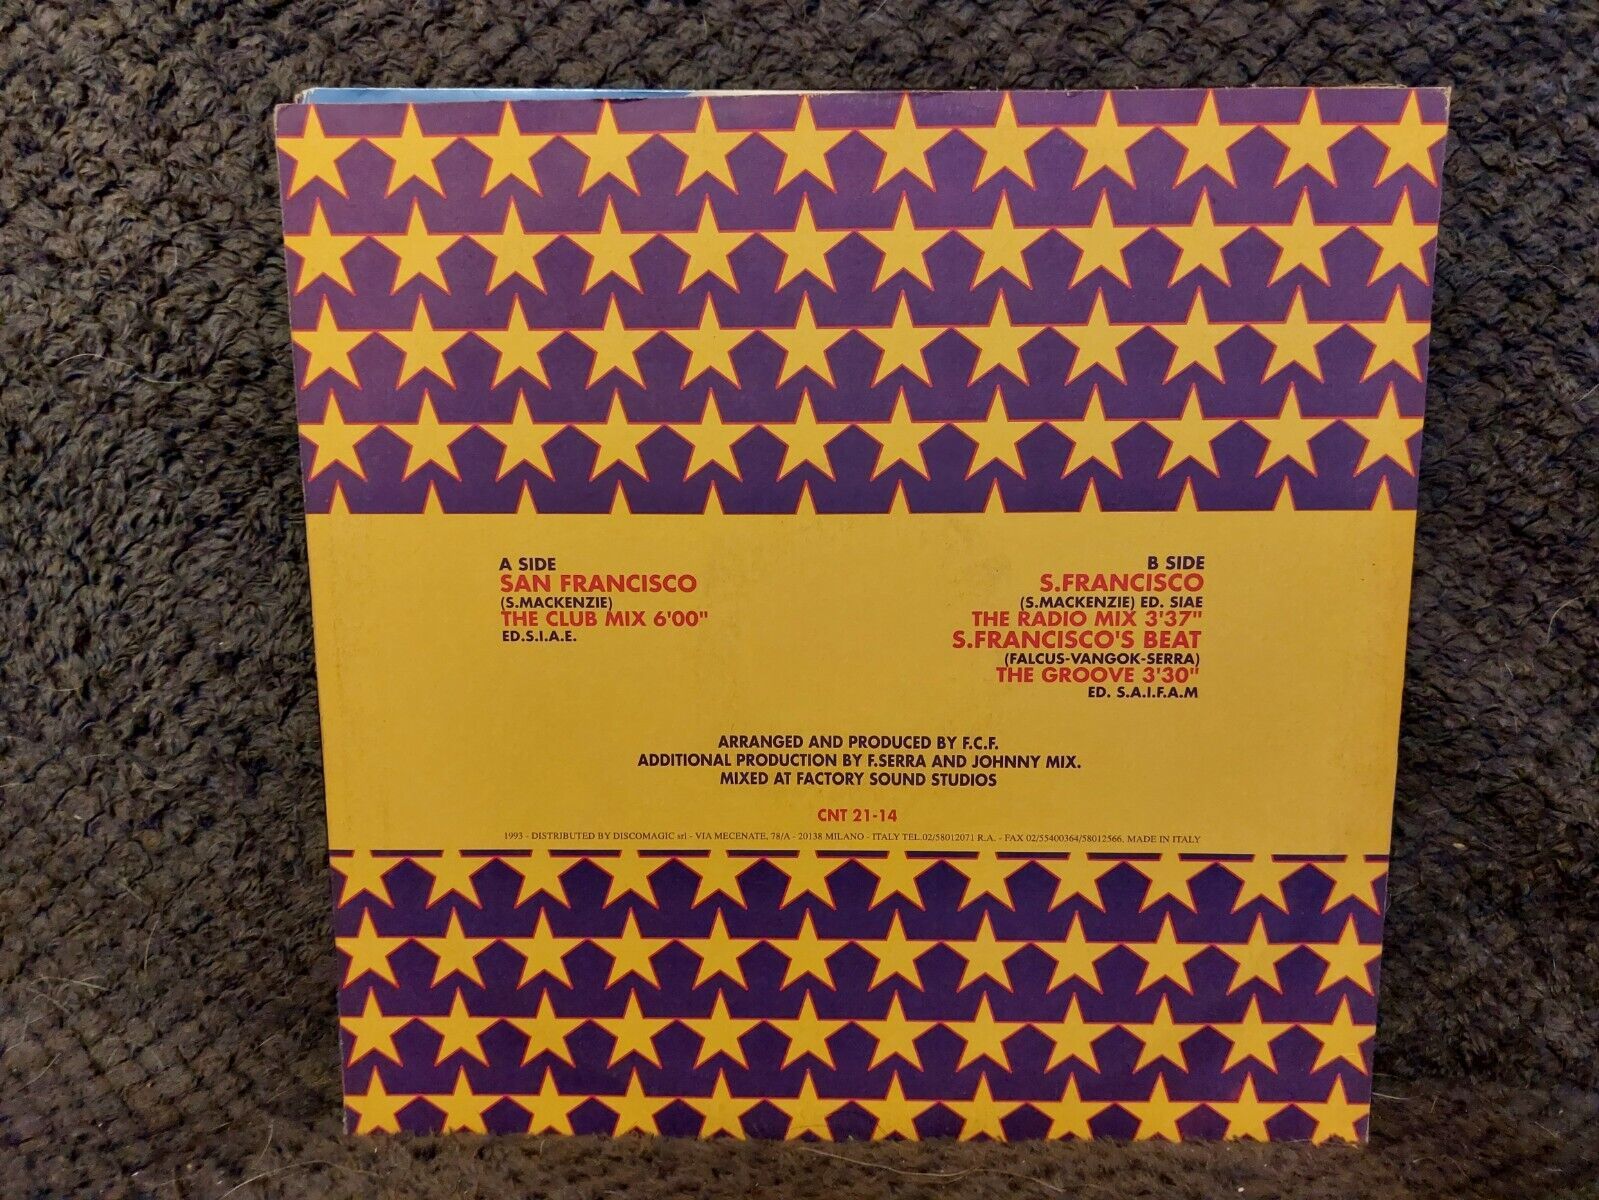 A SIDE
SAN FRANCISCO
(S.MACKENZIE)
THE CLUB MIX 6'00"
ED.S.I.A.E.
B SIDE
S.FRANCISCO
(S.MACKENZIE) ED. SIAE
THE RADIO MIX 3'37"
S.FRANCISCO'S BEAT
(FALCUS-VANGOK-SERRA)
THE GROOVE 3'30"
ED. S.A.I.F.A.M
ARRANGED AND PRODUCED BY F.C.F.
ADDITIONAL PRODUCTION BY F.SERRA AND JOHNNY MIX.
MIXED AT FACTORY SOUND STUDIOS
CNT 21-14
1993 - DISTRIBUTED BY DISCOMAGIC srl - VIA MECENATE, 78/A - 20138 MILANO - ITALY TEL.02/58012071 R.A. - FAX 02/55400364/58012566. MADE IN ITALY